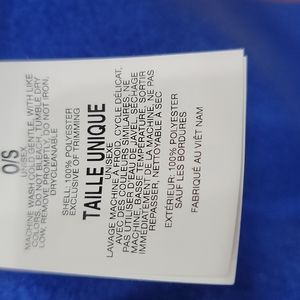 O/S
UNISEX
MACHINE WASH COLD, GENTLE, WITH LIKE
COLORS, DO NOT BLEACH, TUMBLE DRY
LOW, REMOVE PROMPTLY, DO NOT IRON,
DRYCLEANABLE
SHELL: 100% POLYESTER
EXCLUSIVE OF TRIMMING
TAILLE UNIQUE
UNISEXE
LAVAGE MACHINE À FROID, CYCLE DÉLICAT,
AVEC DES COULEURS SIMILAIRES, NE
PAS UTILISER D'EAU DE JAVEL, SÉCHAGE
MACHINE, BASSE TEMPÉRATURE, SORTIR
IMMÉDIATEMENT DE LA MACHINE, NE PAS
REPASSER, NETTOYABLE À SEC
EXTÉRIEUR: 100% POLYESTER
SAUF LES BORDURES
FABRIQUÉ AU VIÊT NAM